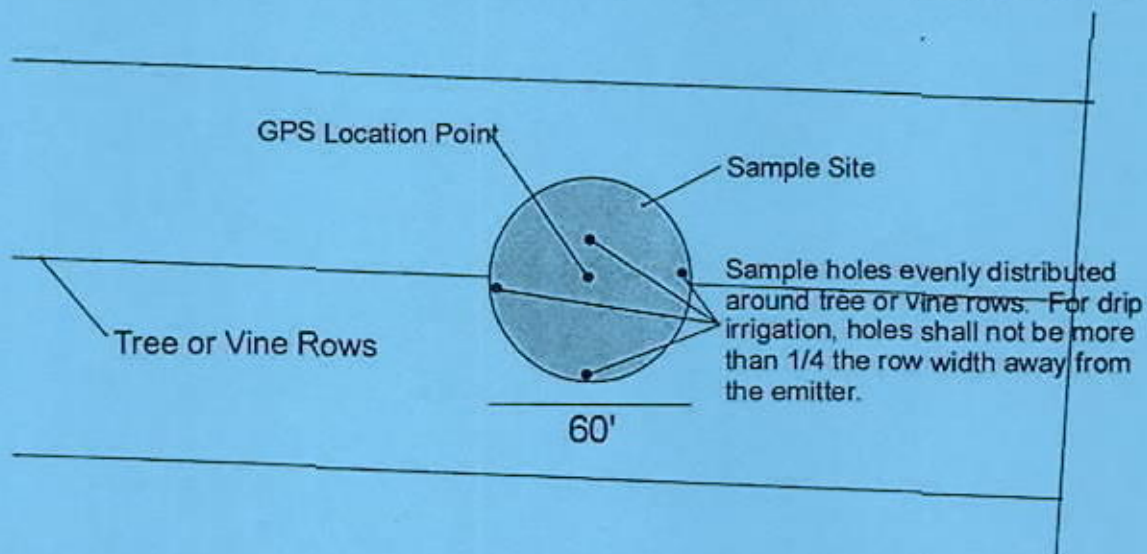 GPS Location Point
Sample Site
Sample holes evenly distributed
around tree or vine rows. For drip
irrigation, holes shall not be more
than 1/4 the row width away from
the emitter.
Tree or Vine Rows
60'